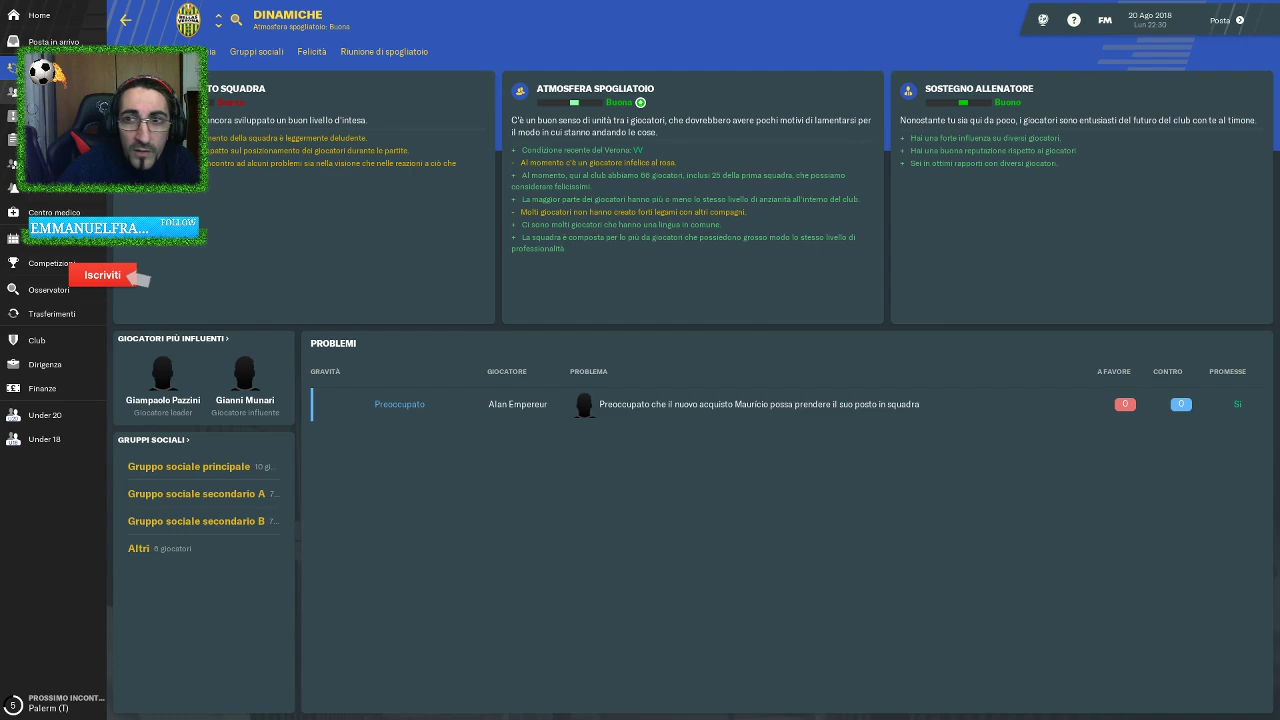 Home
Posta in arrivo
Centro medico
Competizioni
Osservatori
Trasferimenti
Club
Dirigenza
Finanze
Under 20
Under 18
PROSSIMO INCONT...
5
Palerm (T)
EMMANUELFRA...
FOLLOW
Iscriviti
DINAMICHE
Atmosfera spogliatoio: Buona
Gruppi sociali
Felicità
Riunione di spogliatoio
?
FM
20 Ago 2018
Lun 22:30
Posta
TO SQUADRA
ancora sviluppato un buon livello d'intesa.
mento della squadra è leggermente deludente.
patto sul posizionamento dei giocatori durante le partite.
ncontro ad alcuni problemi sia nella visione che nelle reazioni a ciò che
ATMOSFERA SPOGLIATOIO
Buona
C'è un buon senso di unità tra i giocatori, che dovrebbero avere pochi motivi di lamentarsi per
il modo in cui stanno andando le cose.
+ Condizione recente del Verona: VV
- Al momento c'è un giocatore infelice al rosa.
+ Al momento, qui al club abbiamo 66 giocatori, inclusi 25 della prima squadra, che possiamo
considerare felicissimi.
+ La maggior parte dei giocatori hanno più o meno lo stesso livello di anzianità all'interno del club.
- Molti giocatori non hanno creato forti legami con altri compagni.
+ Ci sono molti giocatori che hanno una lingua in comune.
+ La squadra è composta per lo più da giocatori che possiedono grosso modo lo stesso livello di
professionalità.
SOSTEGNO ALLENATORE
Buono
Nonostante tu sia qui da poco, i giocatori sono entusiasti del futuro del club con te al timone.
+ Hai una forte influenza su diversi giocatori.
+ Hai una buona reputazione rispetto ai giocatori
+ Sei in ottimi rapporti con diversi giocatori.
GIOCATORI PIÙ INFLUENTI ›
Giampaolo Pazzini
Giocatore leader
Gianni Munari
Giocatore influente
GRUPPI SOCIALI ›
Gruppo sociale principale 10 gi...
Gruppo sociale secondario A 7...
Gruppo sociale secondario B 7...
Altri 6 giocatori
PROBLEMI
GRAVITÀ
GIOCATORE
PROBLEMA
A FAVORE
CONTRO
PROMESSE
Preoccupato
Alan Empereur
Preoccupato che il nuovo acquisto Maurício possa prendere il suo posto in squadra
0
0
Sì